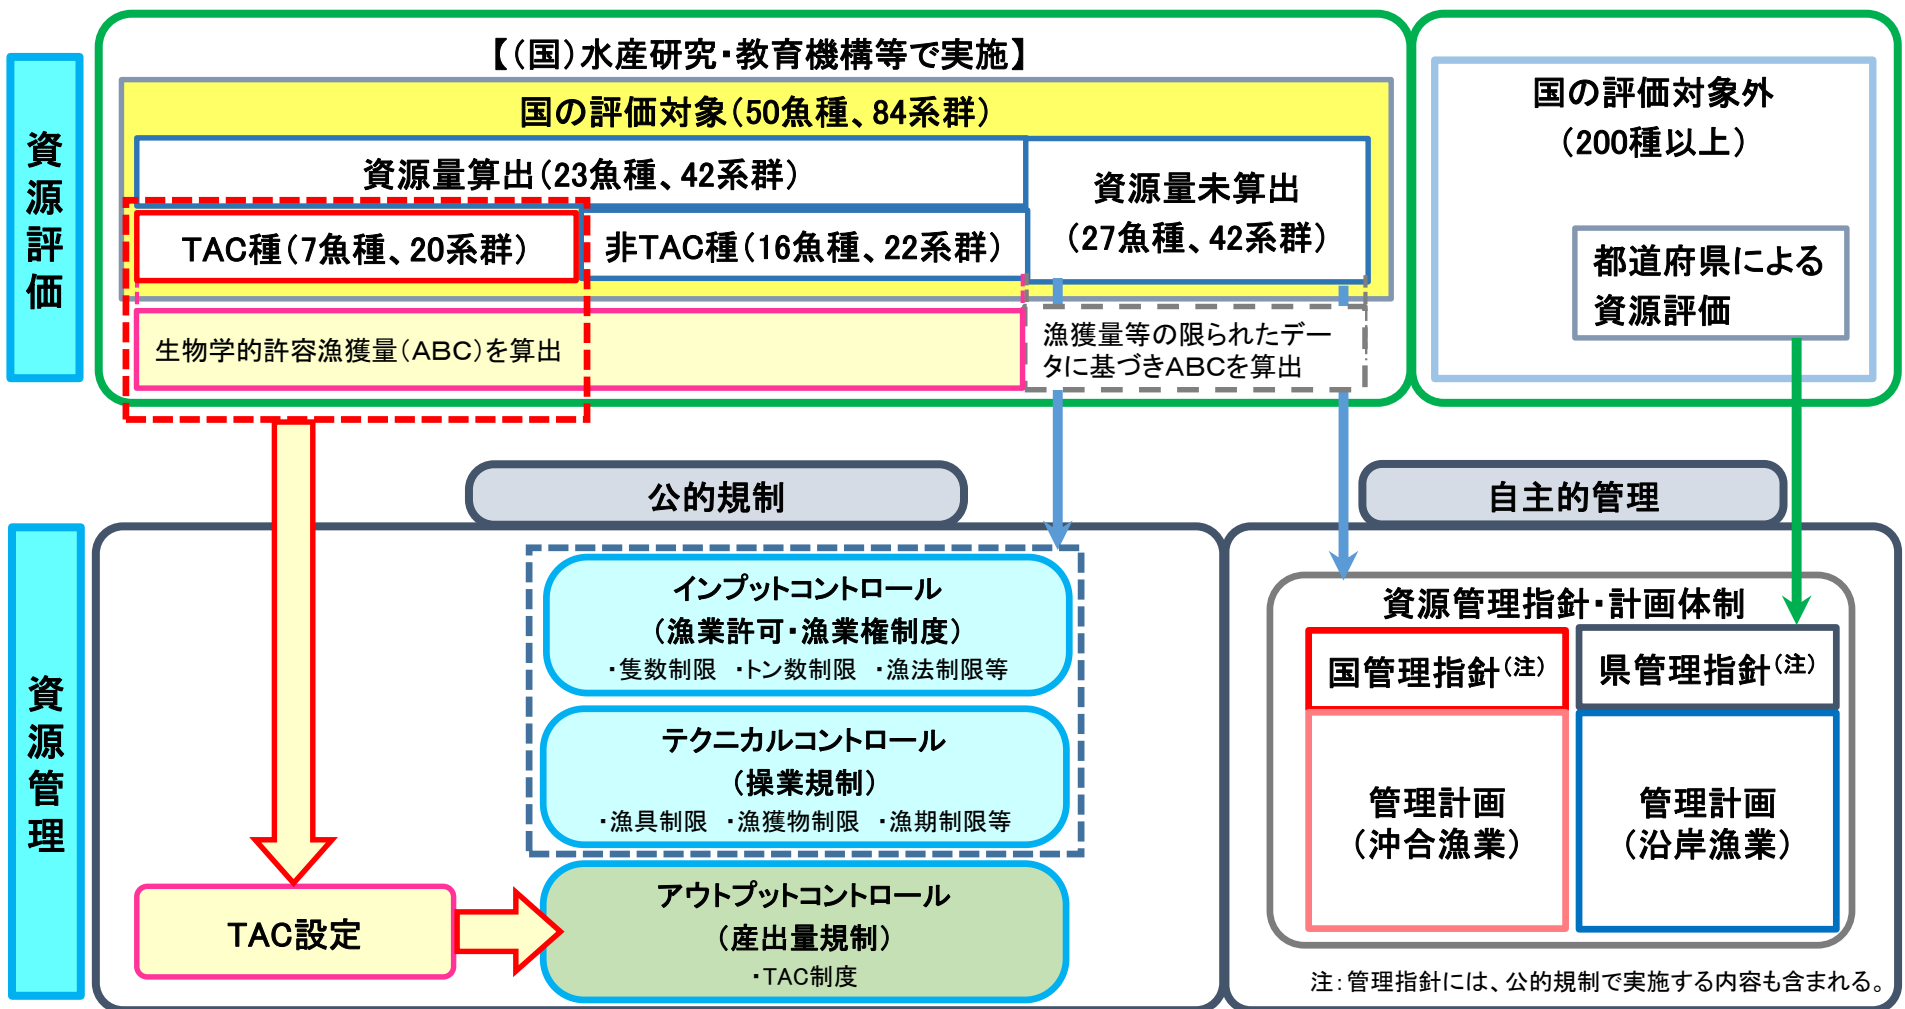 資源評価
【(国)水産研究・教育機構等で実施】
国の評価対象(50魚種、84系群)
資源量算出(23魚種、42系群)
TAC種(7魚種、20系群)
非TAC種(16魚種、22系群)
資源量未算出
(27魚種、42系群)
生物学的許容漁獲量(ABC)を算出
漁獲量等の限られたデー
タに基づきABCを算出
国の評価対象外
(200種以上)
都道府県による
資源評価
資源管理
公的規制
インプットコントロール
(漁業許可・漁業権制度)
・隻数制限 ・トン数制限 ・漁法制限等
テクニカルコントロール
(操業規制)
・漁具制限 ・漁獲物制限 ・漁期制限等
TAC設定
アウトプットコントロール
(産出量規制)
・TAC制度
自主的管理
資源管理指針・計画体制
国管理指針(注)
県管理指針(注)
管理計画
(沖合漁業)
管理計画
(沿岸漁業)
注:管理指針には、公的規制で実施する内容も含まれる。